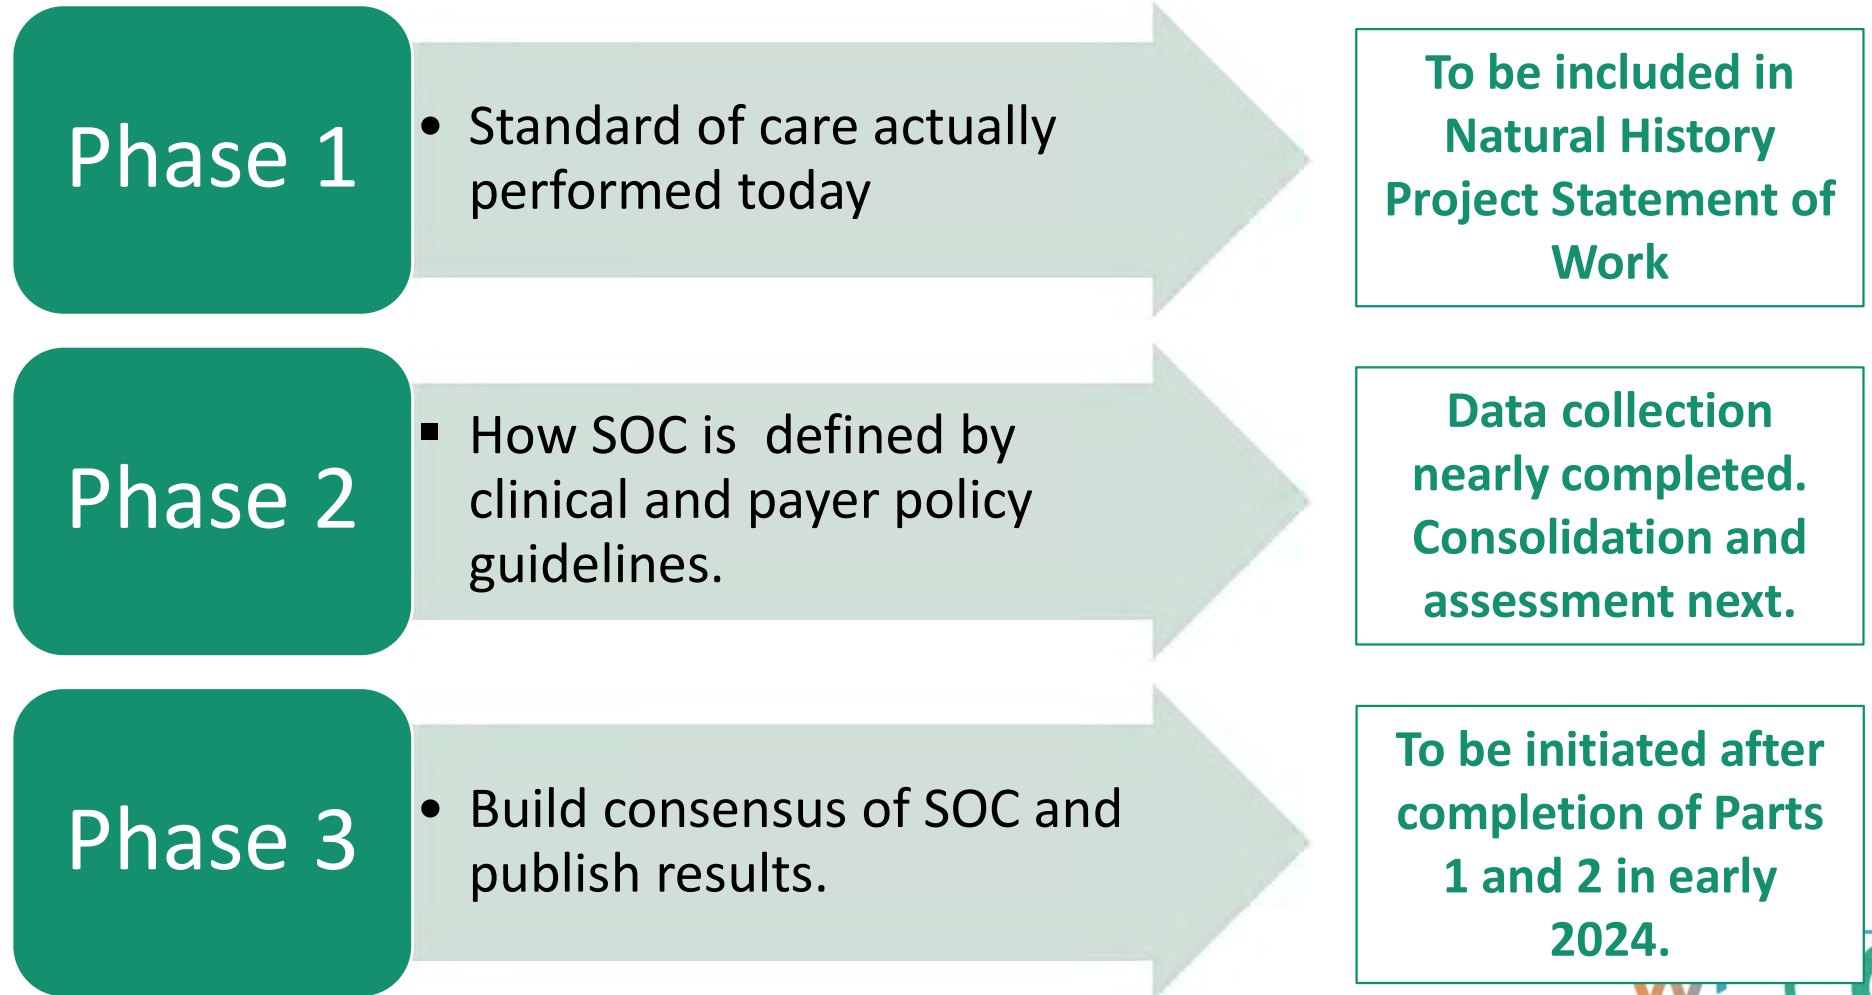 Phase 1
• Standard of care actually
performed today
To be included in
Natural History
Project Statement of
Work
Phase 2
▪ How SOC is  defined by
clinical and payer policy
guidelines.
Data collection
nearly completed.
Consolidation and
assessment next.
Phase 3
• Build consensus of SOC and
publish results.
To be initiated after
completion of Parts
1 and 2 in early
2024.